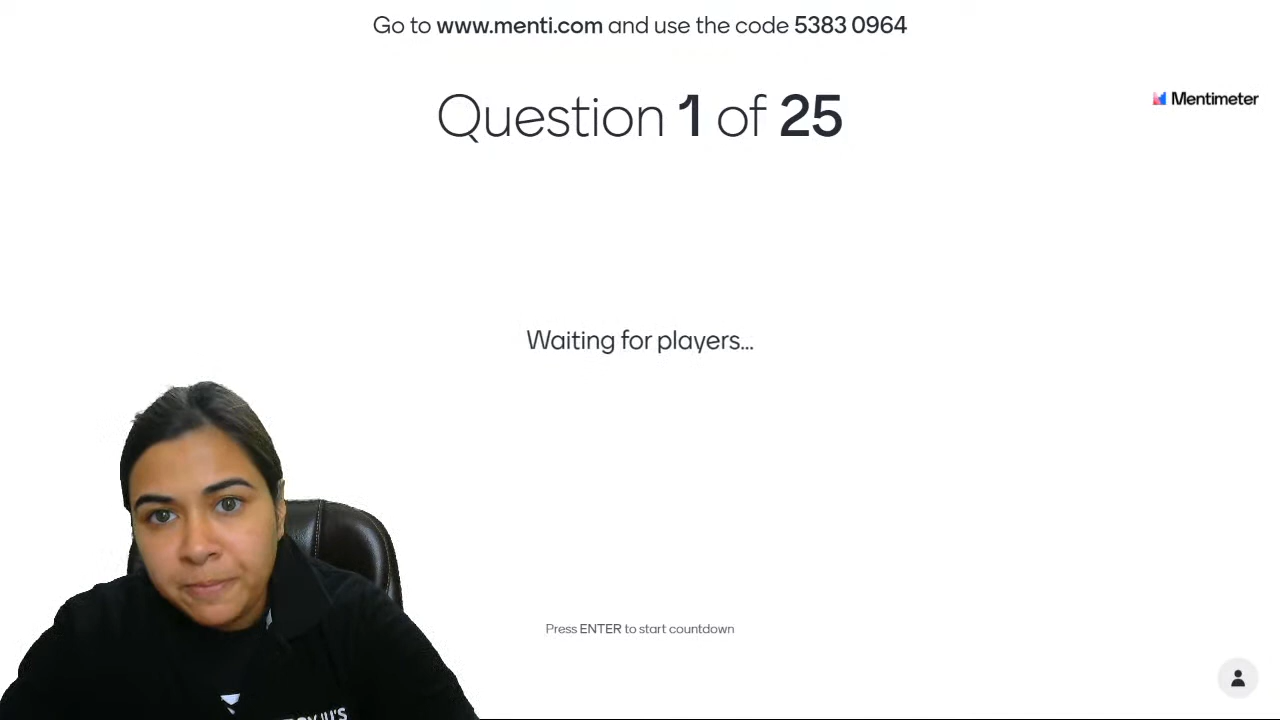 Go to www.menti.com and use the code 5383 0964
Question 1 of 25
Mentimeter
Waiting for players...
Press ENTER to start countdown